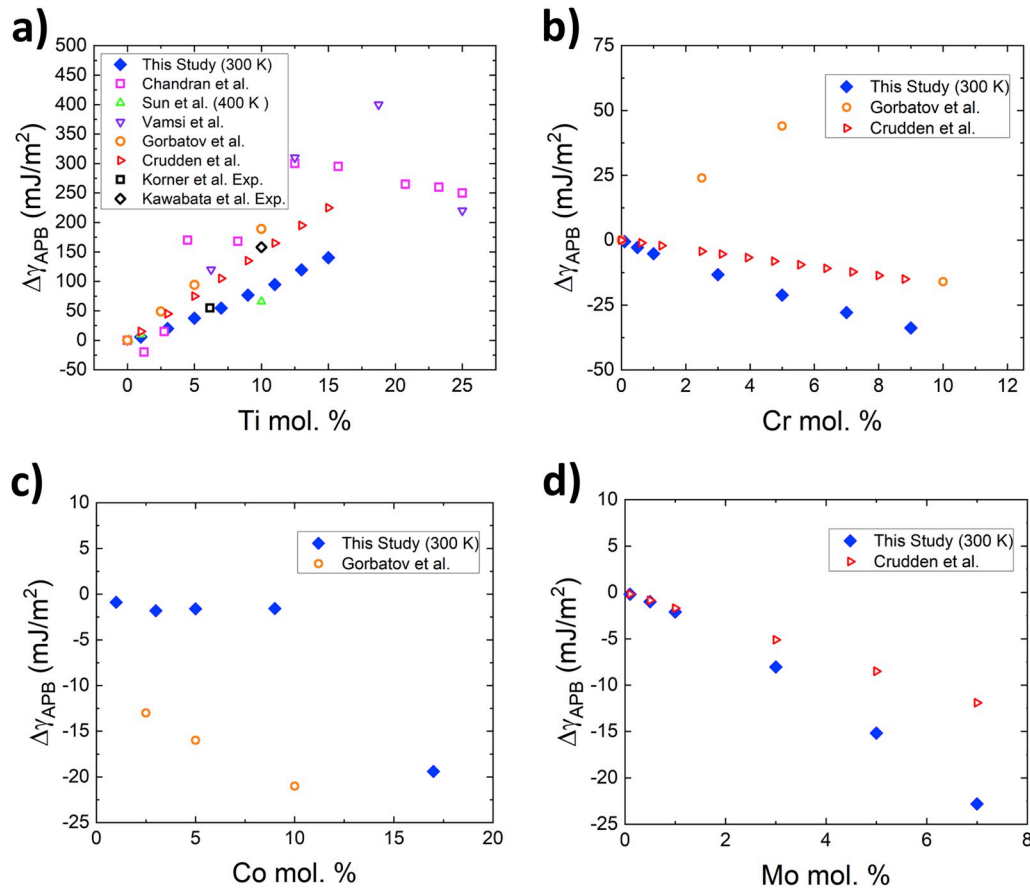 a)
500
450
400
350
300
250
200
150
100
50
0
-50
ΔγAPB (mJ/m²)
This Study (300 K)
Chandran et al.
Sun et al. (400 K )
Vamsi et al.
Gorbatov et al.
Crudden et al.
Korner et al. Exp.
Kawabata et al. Exp.
0 5 10 15 20 25
Ti mol. %
b)
75
50
25
0
-25
-50
ΔγAPB (mJ/m²)
This Study (300 K)
Gorbatov et al.
Crudden et al.
0 2 4 6 8 10 12
Cr mol. %
c)
10
5
0
-5
-10
-15
-20
-25
ΔγAPB (mJ/m²)
This Study (300 K)
Gorbatov et al.
0 5 10 15 20
Co mol. %
d)
10
5
0
-5
-10
-15
-20
-25
ΔγAPB (mJ/m²)
This Study (300 K)
Crudden et al.
0 2 4 6 8
Mo mol. %